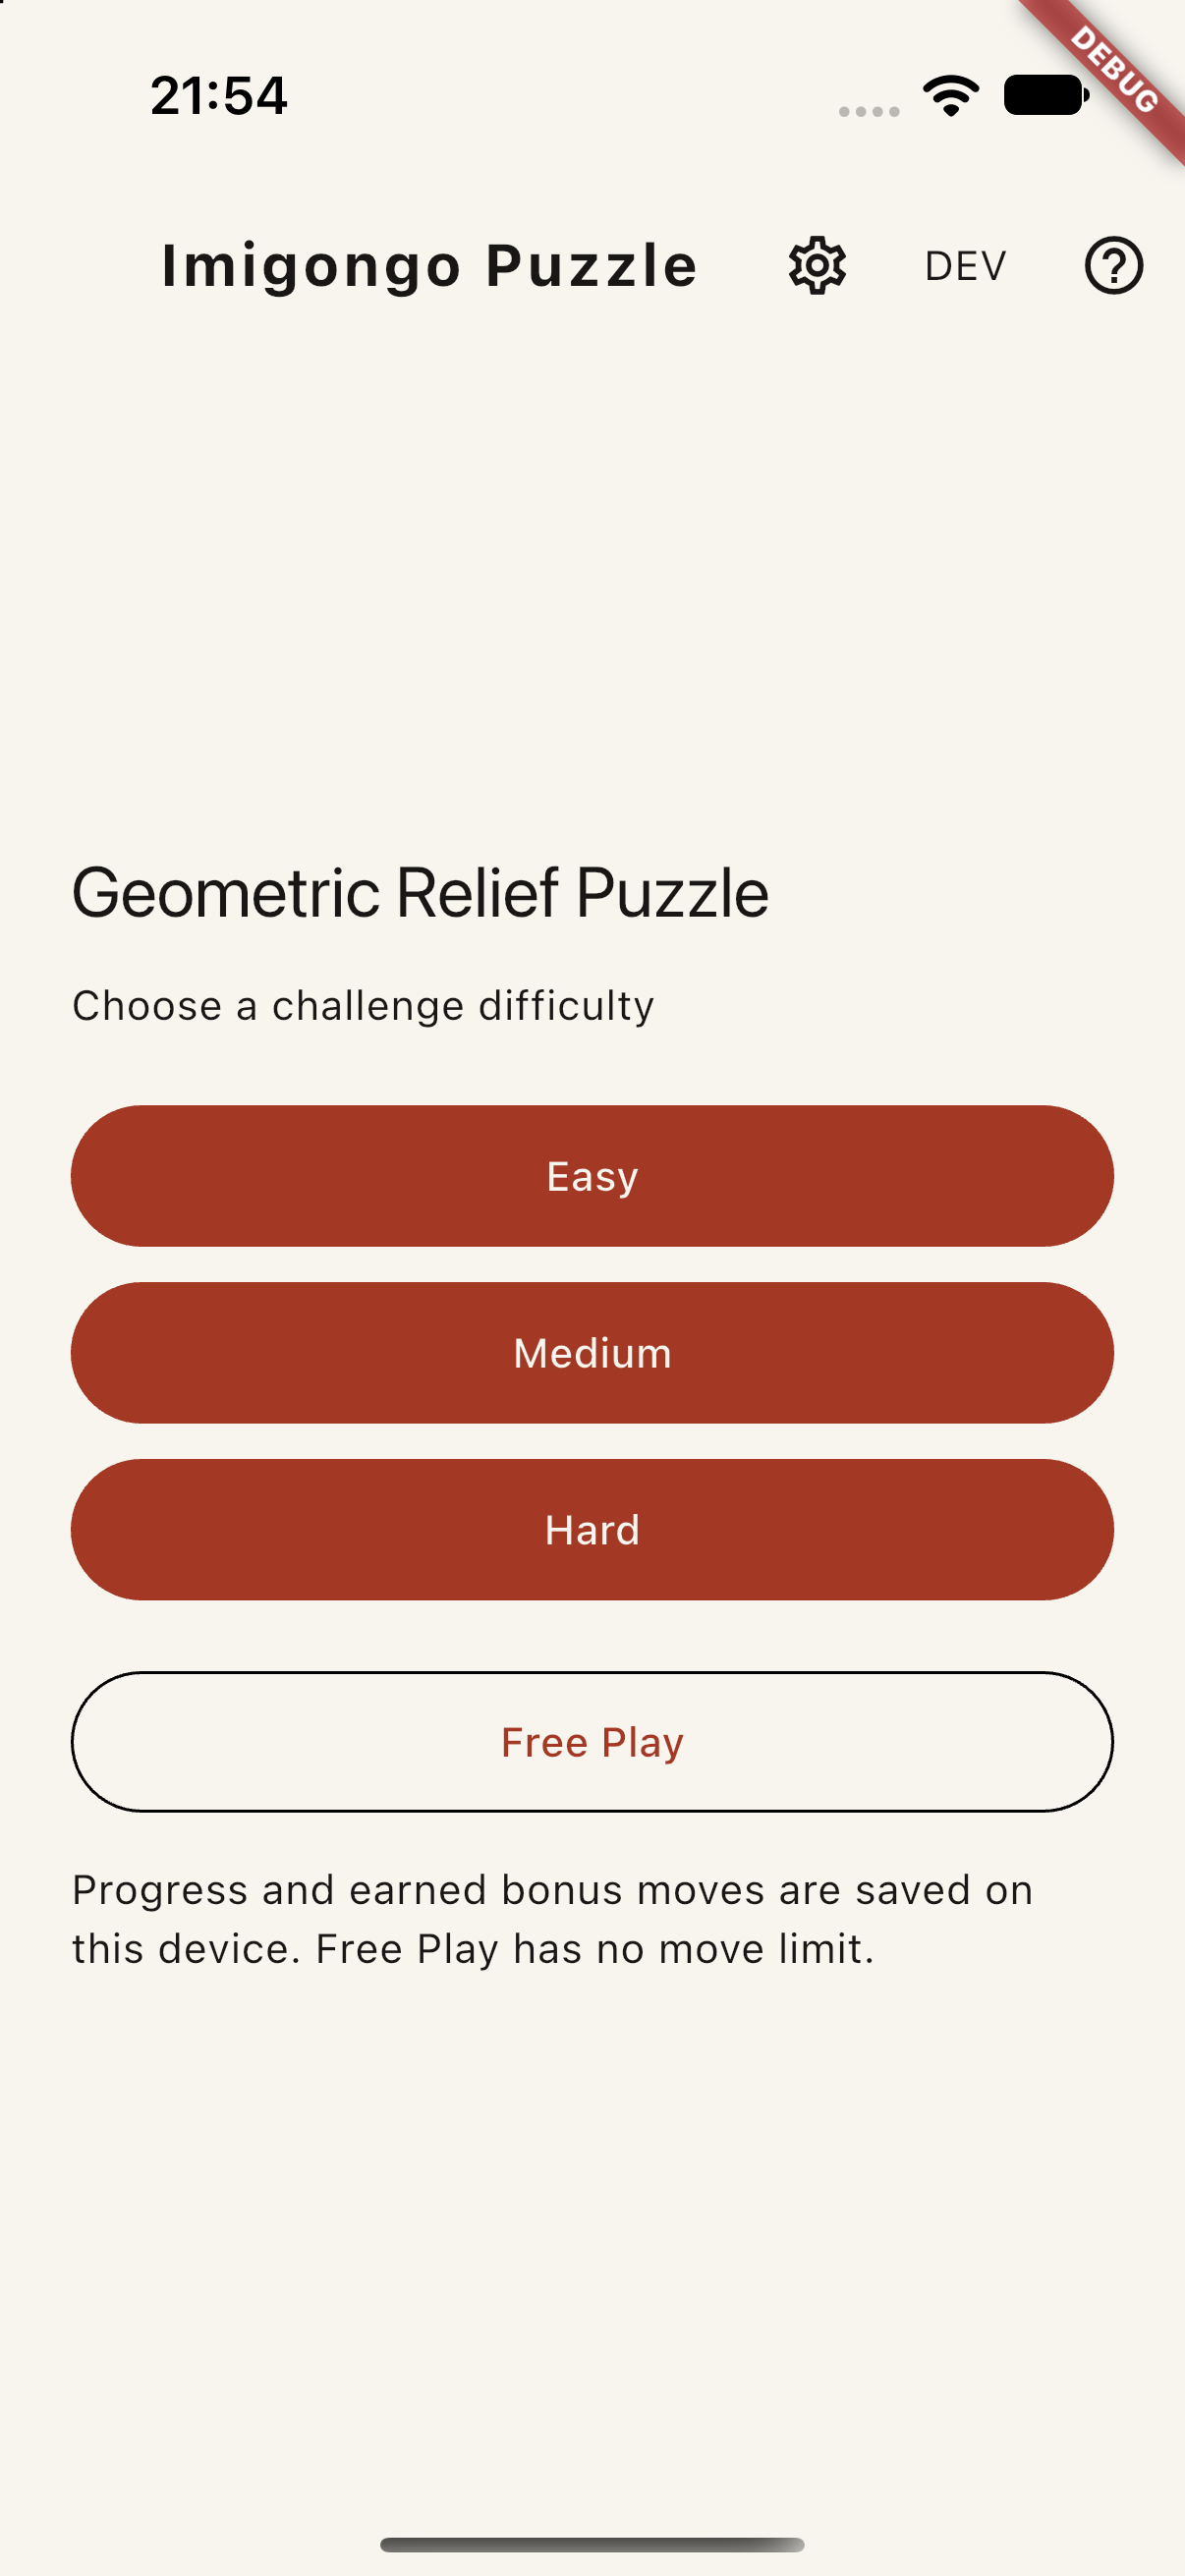 21:54
DEBUG
Imigongo Puzzle
DEV
Geometric Relief Puzzle
Choose a challenge difficulty
Easy
Medium
Hard
Free Play
Progress and earned bonus moves are saved on
this device. Free Play has no move limit.